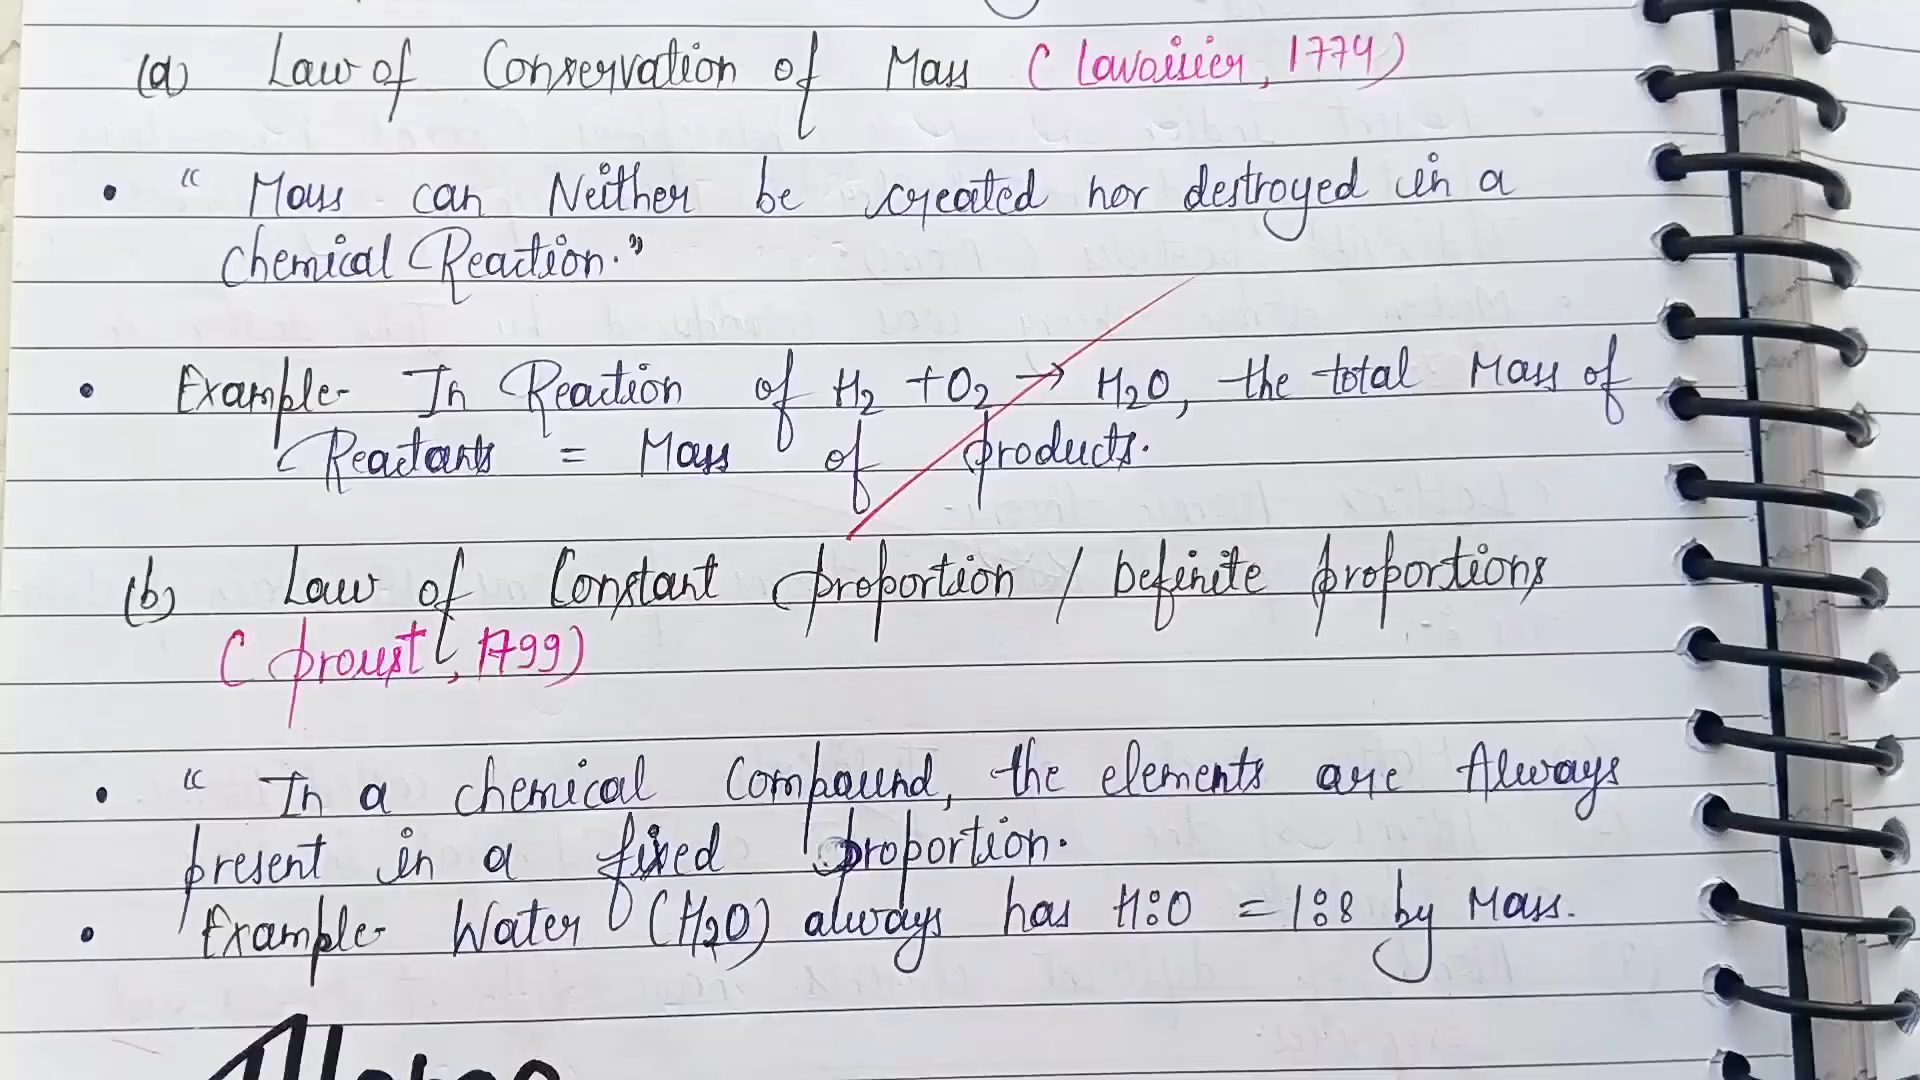 (a) Law of Conservation of Mass (Lavoisier, 1774)
• " Mass can Neither be created nor destroyed in a
Chemical Reaction."
• Example- In Reaction of H₂ + O₂ → H₂O, the total Mass of
Reactants = Mass of products.
(b) Law of Constant proportion / Definite proportions
(proust, 1799)
• " In a chemical Compound, the elements are Always
present in a fixed proportion.
• Example- Water (H₂O) always has H:O = 1:8 by Mass.